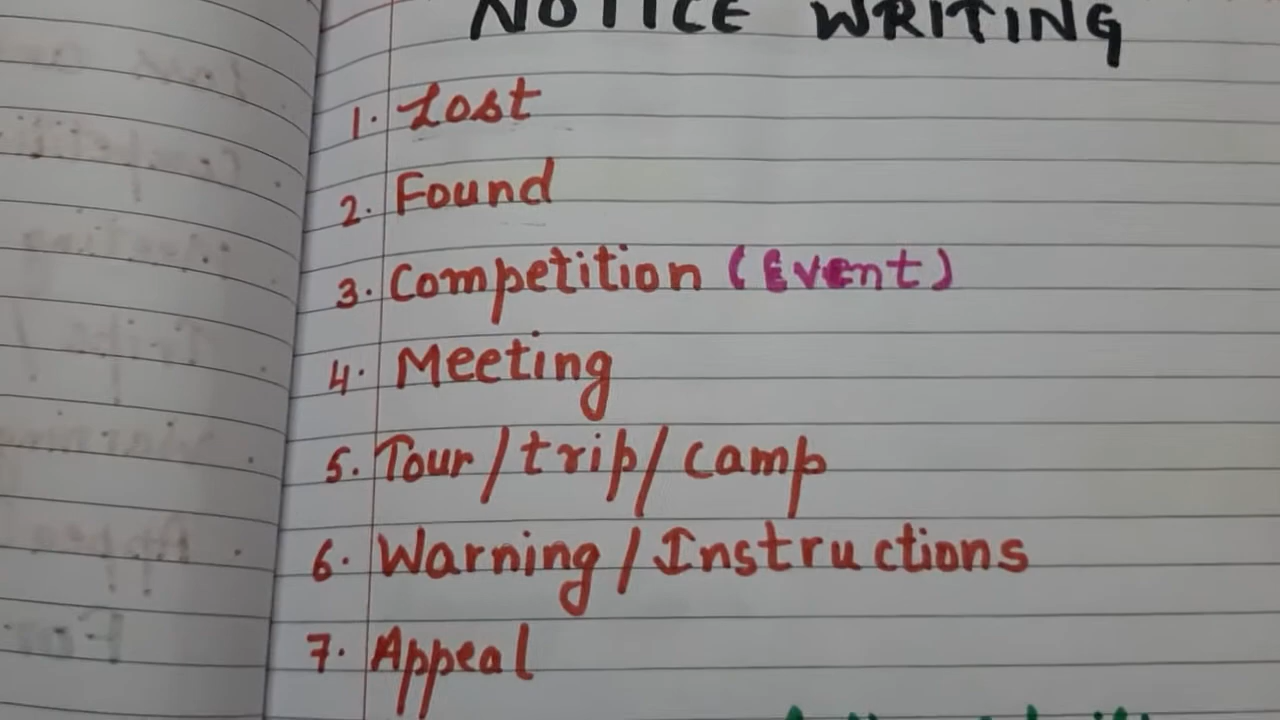 NOTICE WRITING
1. Lost
2. Found
3. Competition (Event)
4. Meeting
5. Tour/trip/camp
6. Warning/Instructions
7. Appeal